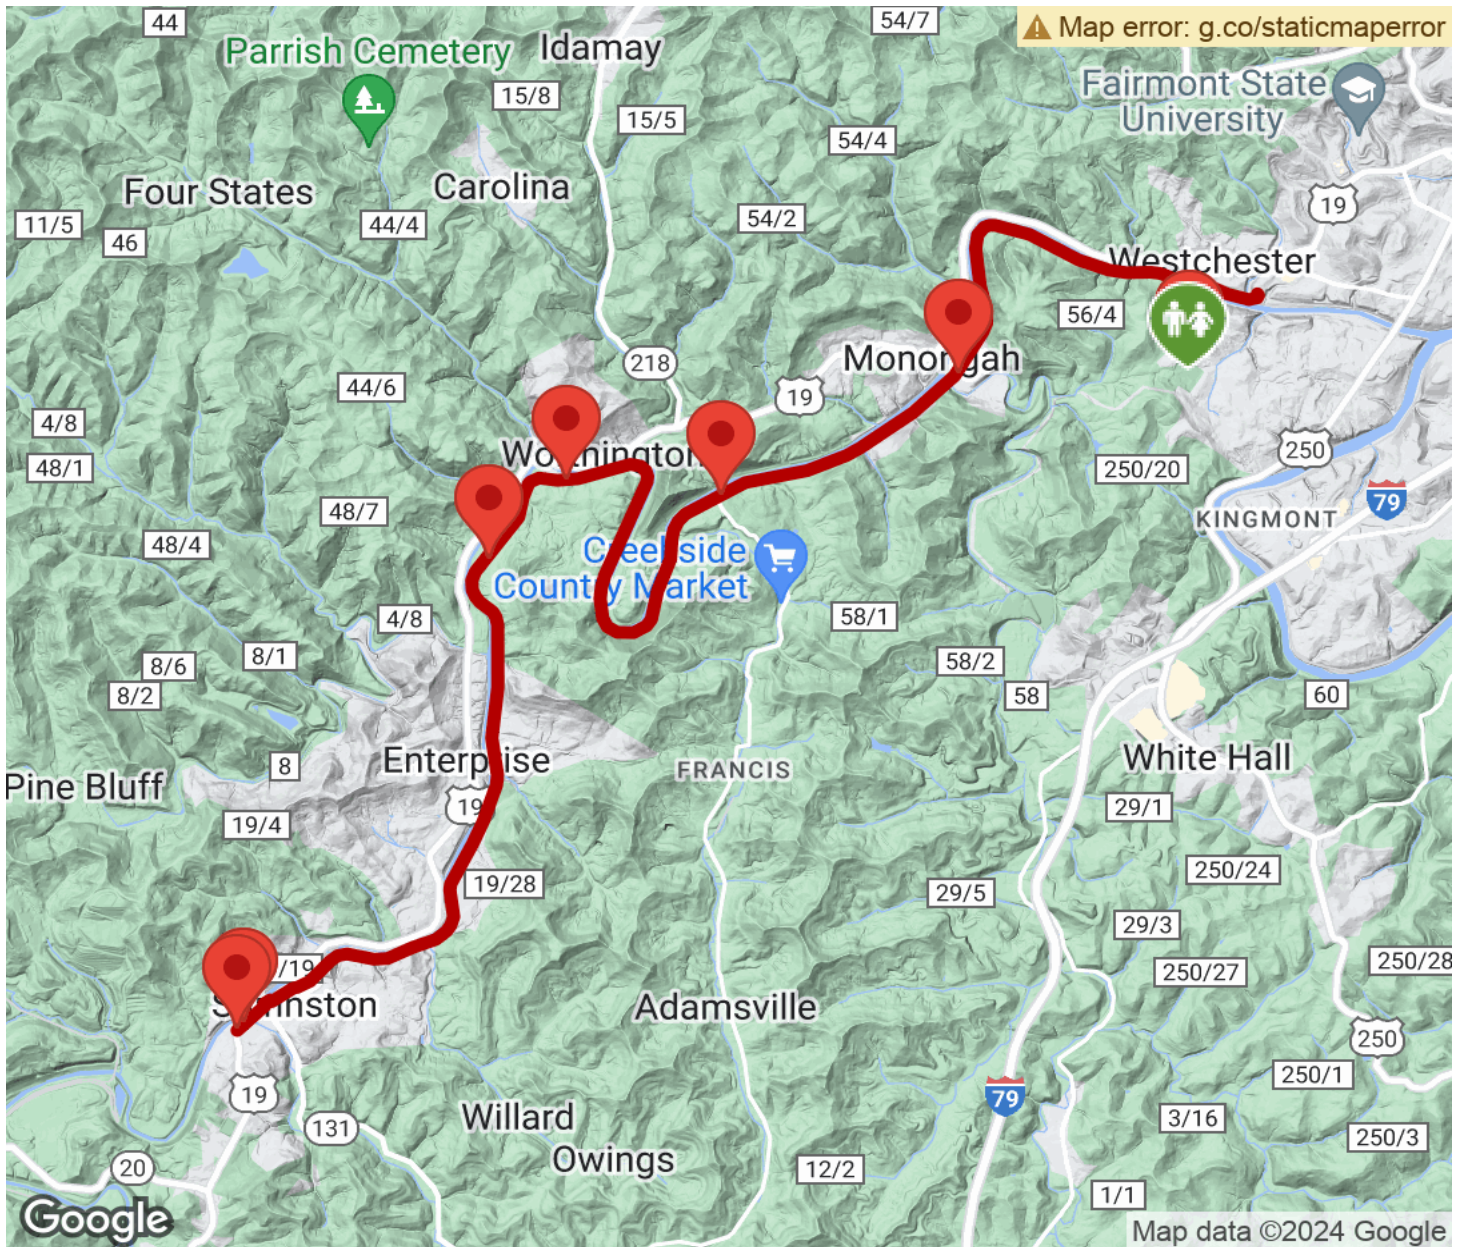 44
54/7
Map error: g.co/staticmaperror
Parrish Cemetery
Idamay
15/8
15/5
Fairmont State
University
54/4
Four States
Carolina
19
11/5
46
44/4
54/2
Westchester
56/4
218
Monongah
44/6
19
4/8
48/1
Worthington
250
250/20
79
48/7
KINGMONT
48/4
Creekside
Country Market
4/8
58/1
8/6
8/1
58/2
8/2
58
60
Enterprise
8
FRANCIS
White Hall
Pine Bluff
19
29/1
19/4
250/24
19/28
29/5
29/3
/19
250/27
250/28
Shinnston
Adamsville
250
19
79
250/1
Willard
131
3/16
250/3
Owings
20
12/2
1/1
Google
Map data ©2024 Google